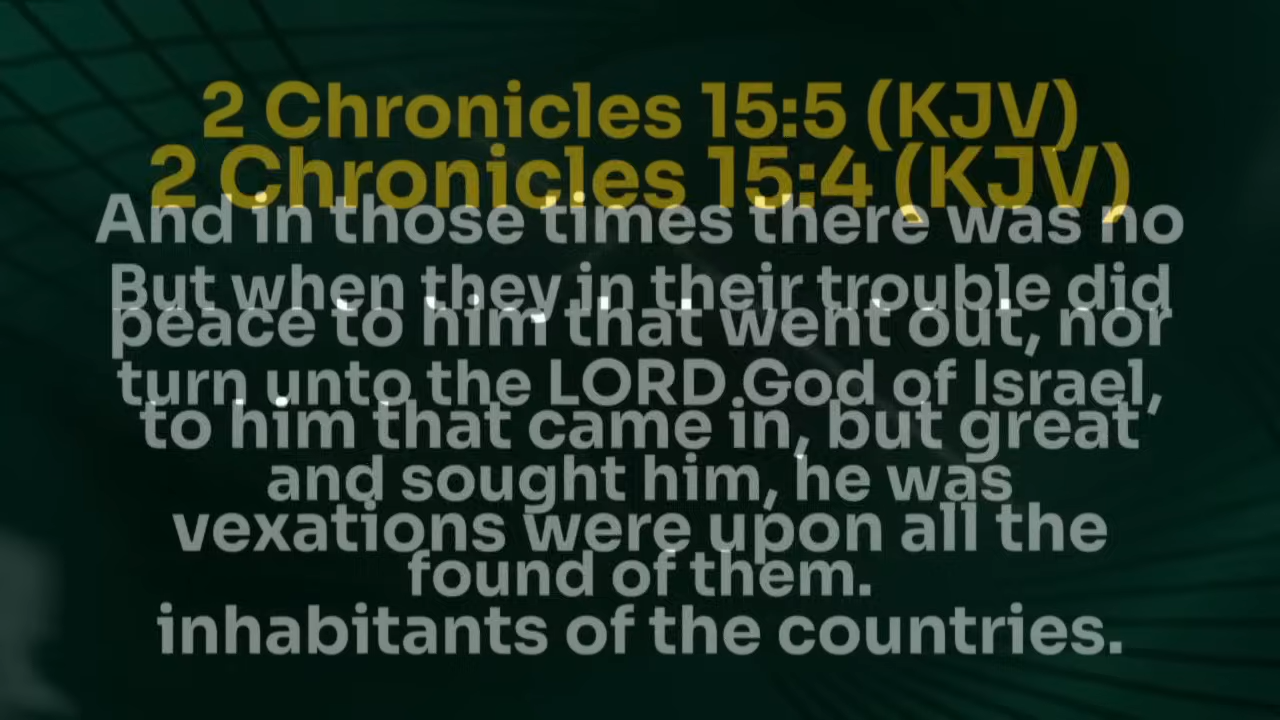 2 Chronicles 15:5 (KJV)
2 Chronicles 15:4 (KJV)
And in those times there was no
But when they in their trouble did
peace to him that went out, nor
turn unto the LORD God of Israel,
to him that came in, but great
and sought him, he was
vexations were upon all the
found of them.
inhabitants of the countries.